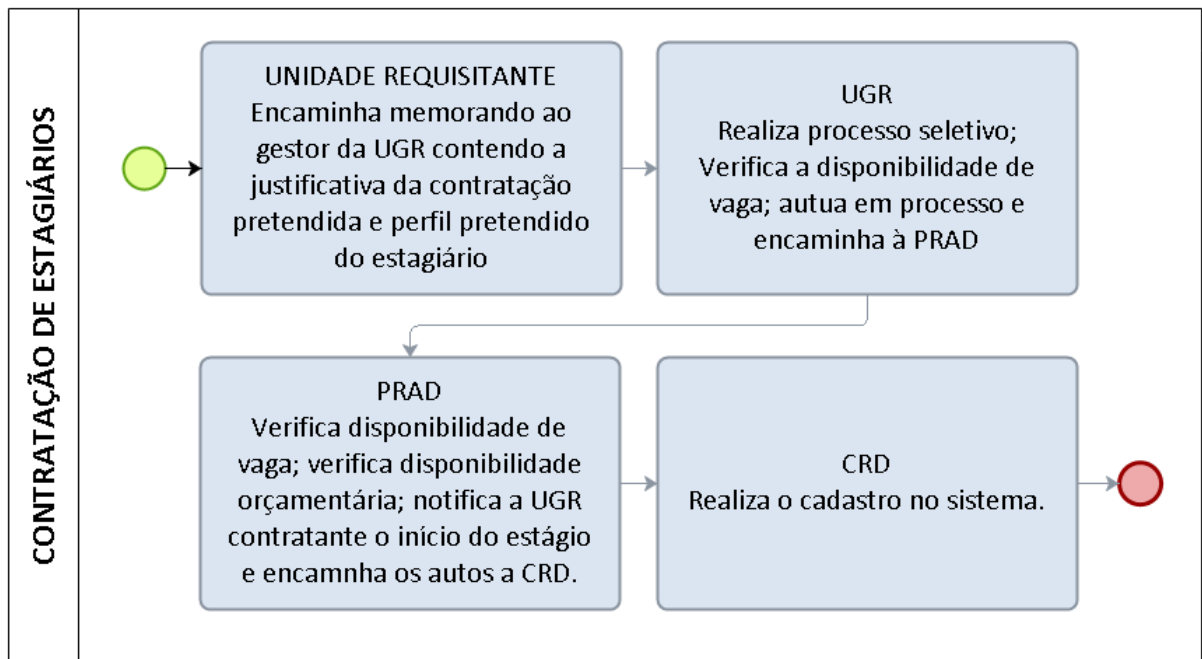 CONTRATAÇÃO DE ESTAGIÁRIOS
UNIDADE REQUISITANTE
Encaminha memorando ao
gestor da UGR contendo a
justificativa da contratação
pretendida e perfil pretendido
do estagiário
UGR
Realiza processo seletivo;
Verifica a disponibilidade de
vaga; autua em processo e
encaminha à PRAD
PRAD
Verifica disponibilidade de
vaga; verifica disponibilidade
orçamentária; notifica a UGR
contratante o início do estágio
e encamnha os autos a CRD.
CRD
Realiza o cadastro no sistema.